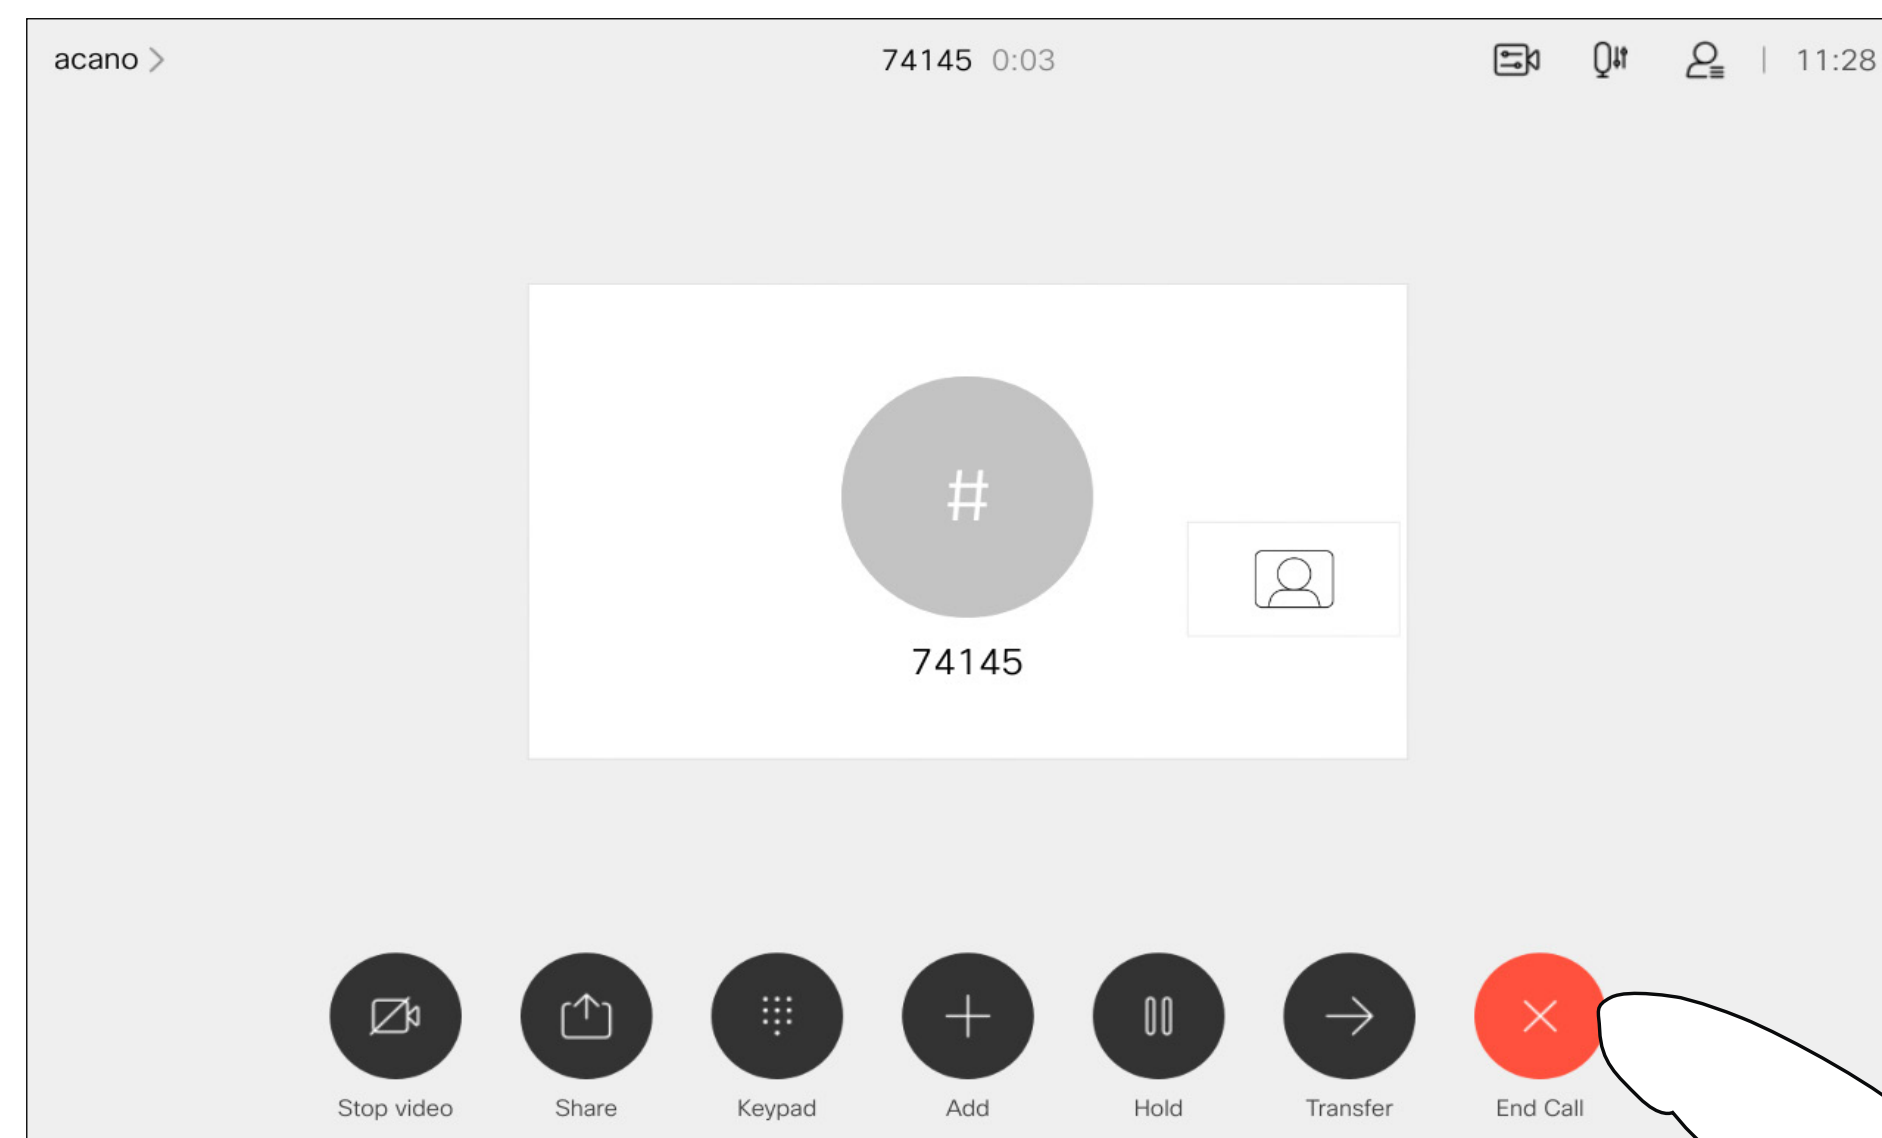 acano
74145 0:03
11:28
#
74145
Stop video
Share
Keypad
Add
Hold
Transfer
End Call